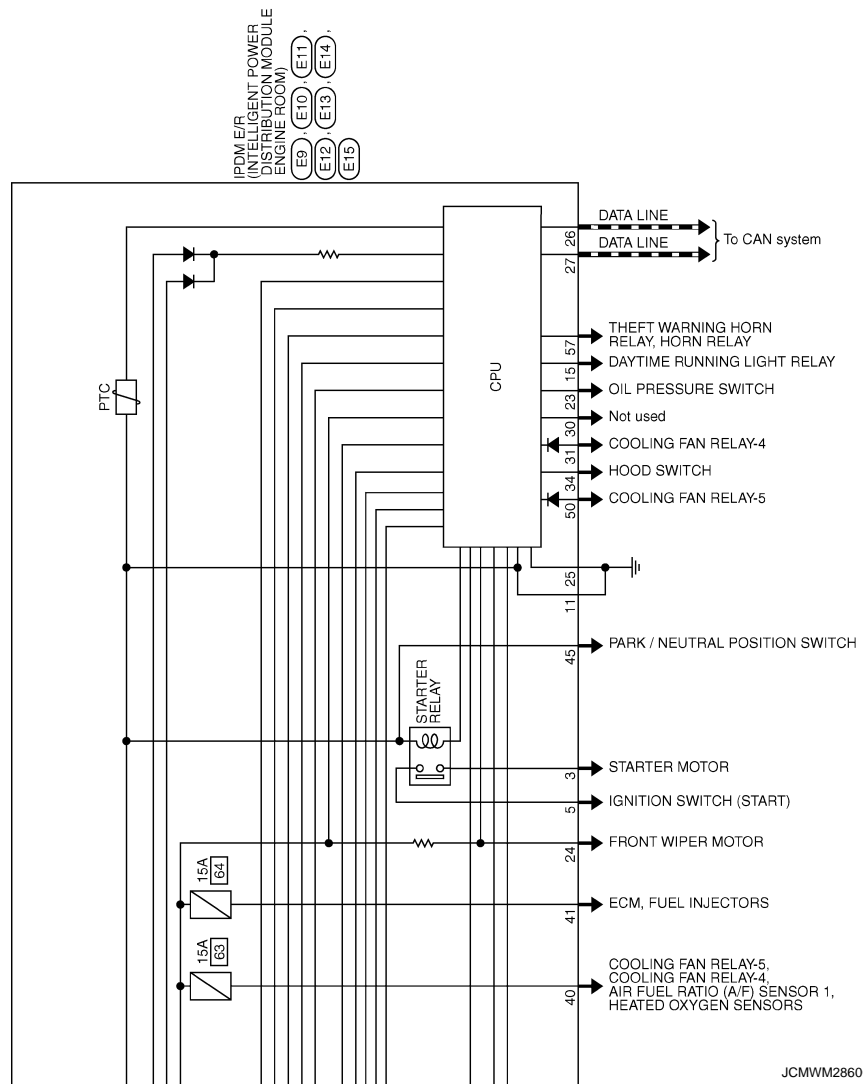 IPDM E/R
(INTELLIGENT POWER
DISTRIBUTION MODULE
ENGINE ROOM)
E9 , E10 , E11 ,
E12 , E13 , E14 ,
E15
DATA LINE
26
DATA LINE
27
To CAN system
THEFT WARNING HORN
RELAY, HORN RELAY
57
DAYTIME RUNNING LIGHT RELAY
15
OIL PRESSURE SWITCH
23
Not used
30
COOLING FAN RELAY-4
31
HOOD SWITCH
34
COOLING FAN RELAY-5
50
CPU
PTC
25
11
PARK / NEUTRAL POSITION SWITCH
45
STARTER
RELAY
STARTER MOTOR
3
IGNITION SWITCH (START)
5
FRONT WIPER MOTOR
24
15A
64
ECM, FUEL INJECTORS
41
15A
63
COOLING FAN RELAY-5,
COOLING FAN RELAY-4,
AIR FUEL RATIO (A/F) SENSOR 1,
HEATED OXYGEN SENSORS
40
JCMWM2860